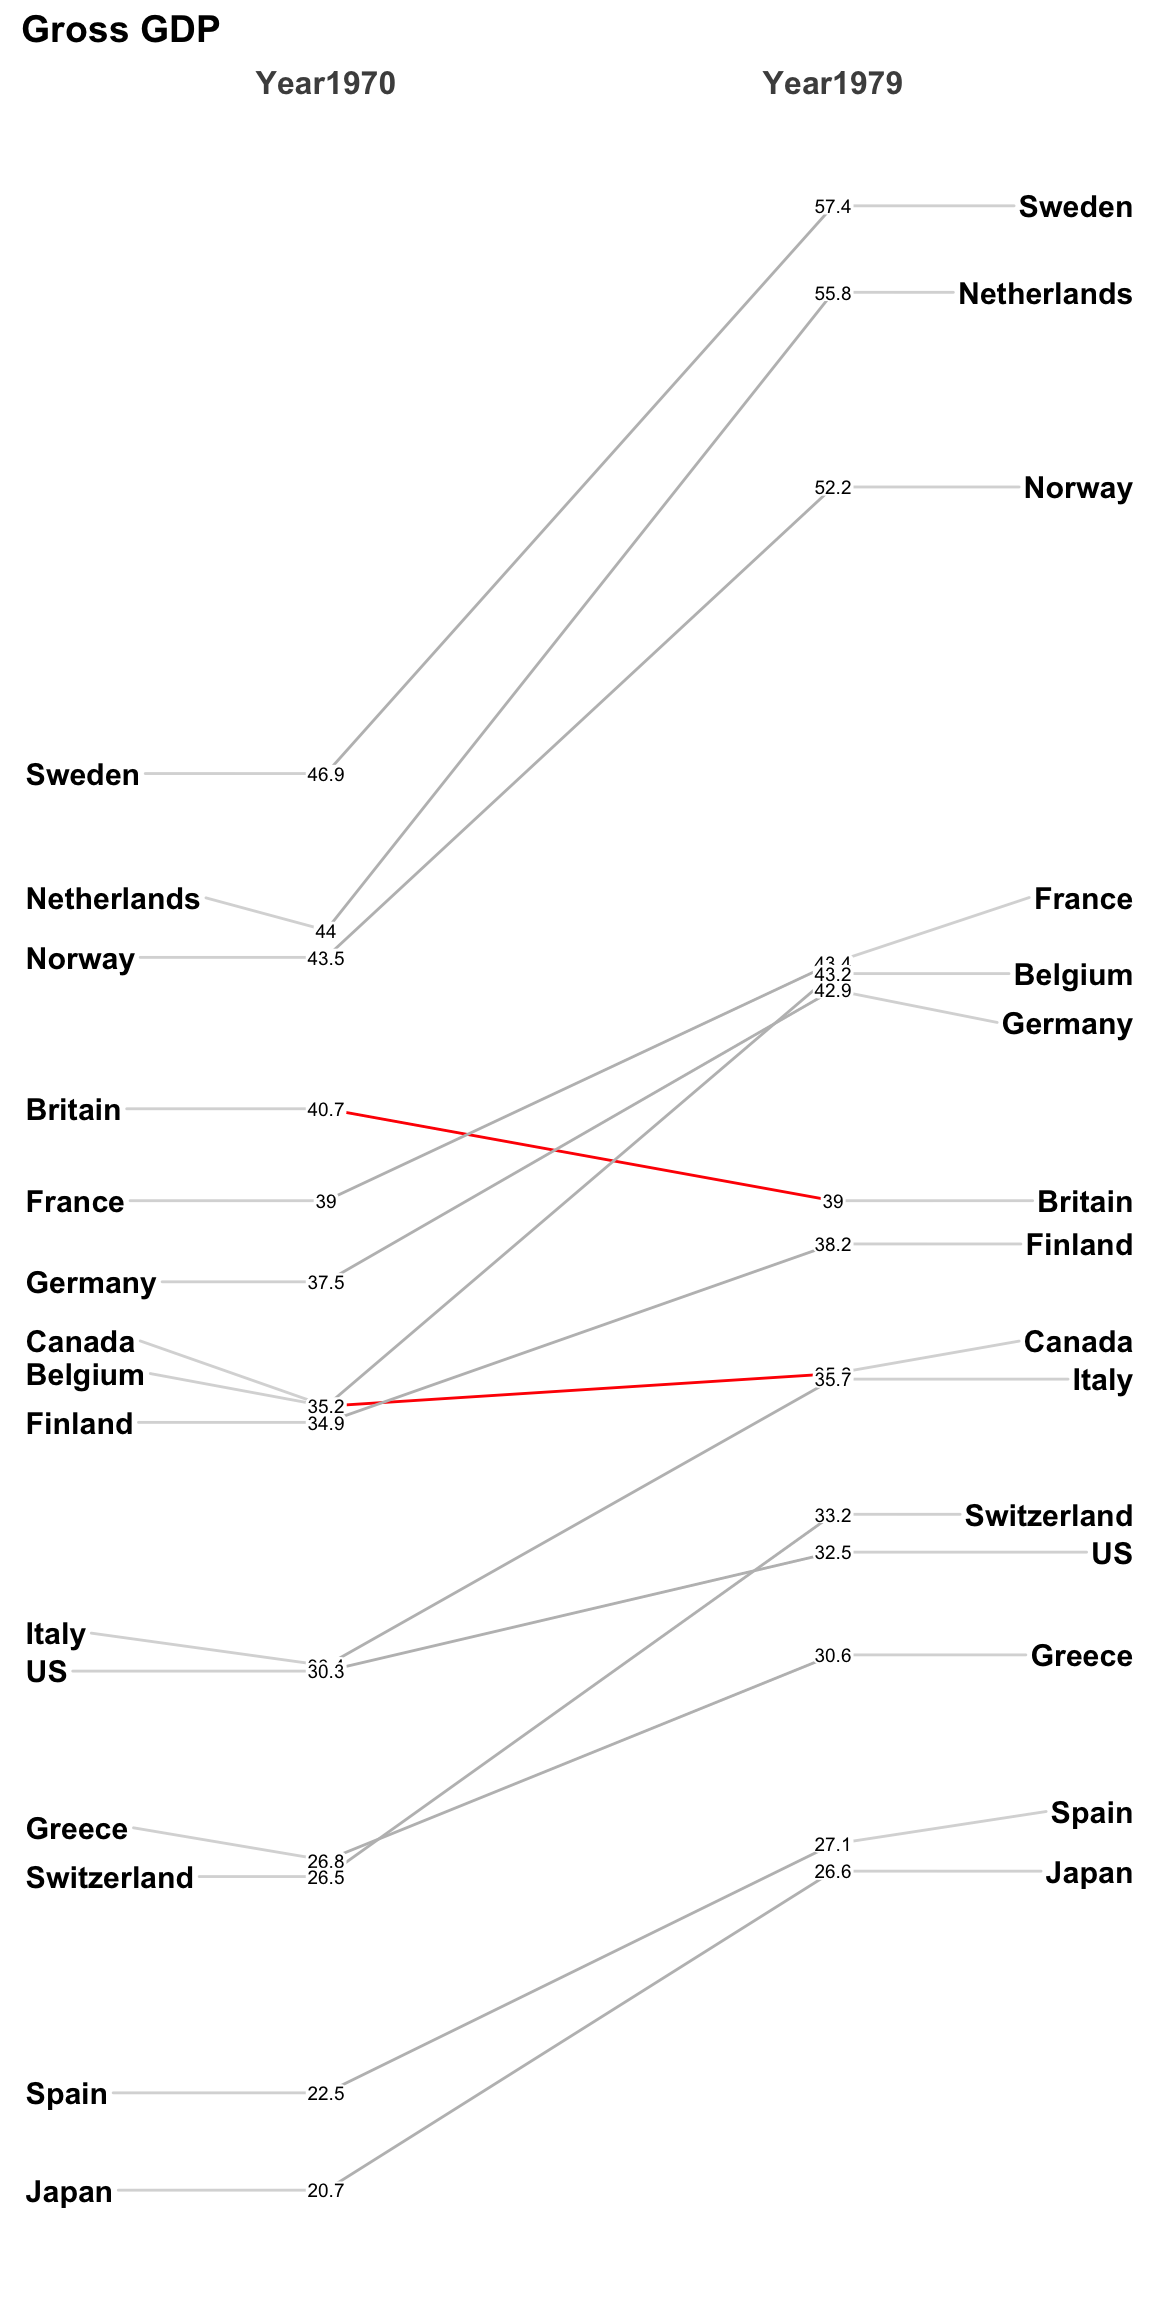 Gross GDP
Year1970 Year1979
57.4 Sweden
55.8 Netherlands
52.2 Norway
Sweden 46.9
Netherlands 44
Norway 43.5
France
43.4
43.2 Belgium
42.9
Germany
Britain 40.7
France 39
39 Britain
38.2 Finland
Germany 37.5
Canada
Belgium
35.2
Finland 34.9
Canada
35.7 Italy
33.2 Switzerland
32.5 US
Italy
US 30.3
30.6 Greece
Greece
26.8
Switzerland 26.5
Spain
27.1
26.6 Japan
Spain 22.5
Japan 20.7